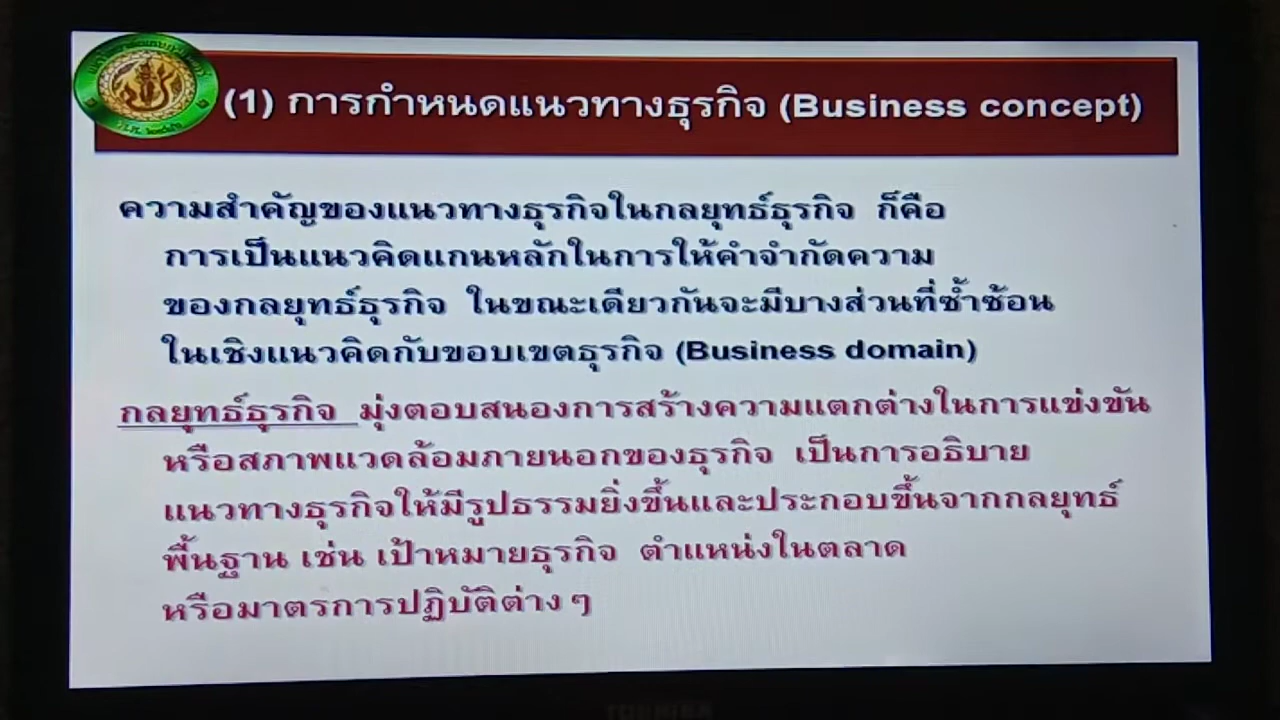 (1) การกำหนดแนวทางธุรกิจ (Business concept)
ความสำคัญของแนวทางธุรกิจในกลยุทธ์ธุรกิจ ก็คือ
การเป็นแนวคิดแกนหลักในการให้คำจำกัดความ
ของกลยุทธ์ธุรกิจ ในขณะเดียวกันจะมีบางส่วนที่ซ้ำซ้อน
ในเชิงแนวคิดกับขอบเขตธุรกิจ (Business domain)
กลยุทธ์ธุรกิจ มุ่งตอบสนองการสร้างความแตกต่างในการแข่งขัน
หรือสภาพแวดล้อมภายนอกของธุรกิจ เป็นการอธิบาย
แนวทางธุรกิจให้มีรูปธรรมยิ่งขึ้นและประกอบขึ้นจากกลยุทธ์
พื้นฐาน เช่น เป้าหมายธุรกิจ ตำแหน่งในตลาด
หรือมาตรการปฏิบัติต่าง ๆ
TOSHIBA